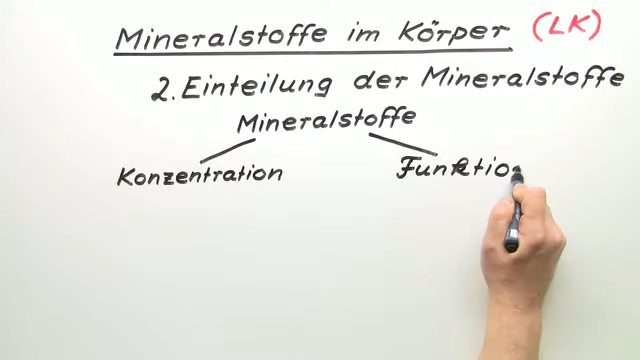 Mineralstoffe im Körper (LK)
2. Einteilung der Mineralstoffe
Mineralstoffe
Konzentration Funktio